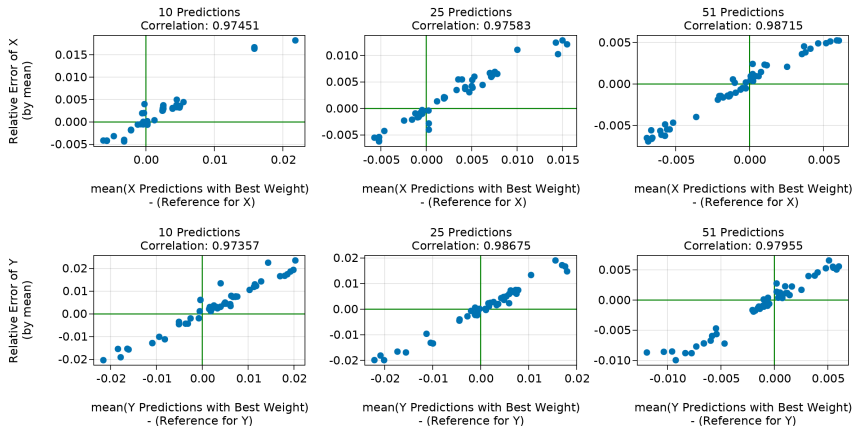 10 Predictions
Correlation: 0.97451
25 Predictions
Correlation: 0.97583
51 Predictions
Correlation: 0.98715
Relative Error of X
(by mean)
0.015
0.010
0.005
0.000
-0.005
0.00
0.01
0.02
0.010
0.005
0.000
-0.005
-0.005
0.000
0.005
0.010
0.015
0.005
0.000
-0.005
-0.005
0.000
0.005
mean(X Predictions with Best Weight)
- (Reference for X)
mean(X Predictions with Best Weight)
- (Reference for X)
mean(X Predictions with Best Weight)
- (Reference for X)
10 Predictions
Correlation: 0.97357
25 Predictions
Correlation: 0.98675
51 Predictions
Correlation: 0.97955
Relative Error of Y
(by mean)
0.02
0.01
0.00
-0.01
-0.02
-0.02
-0.01
0.00
0.01
0.02
0.02
0.01
0.00
-0.01
-0.02
-0.02
-0.01
0.00
0.01
0.02
0.005
0.000
-0.005
-0.010
-0.010
-0.005
0.000
0.005
mean(Y Predictions with Best Weight)
- (Reference for Y)
mean(Y Predictions with Best Weight)
- (Reference for Y)
mean(Y Predictions with Best Weight)
- (Reference for Y)